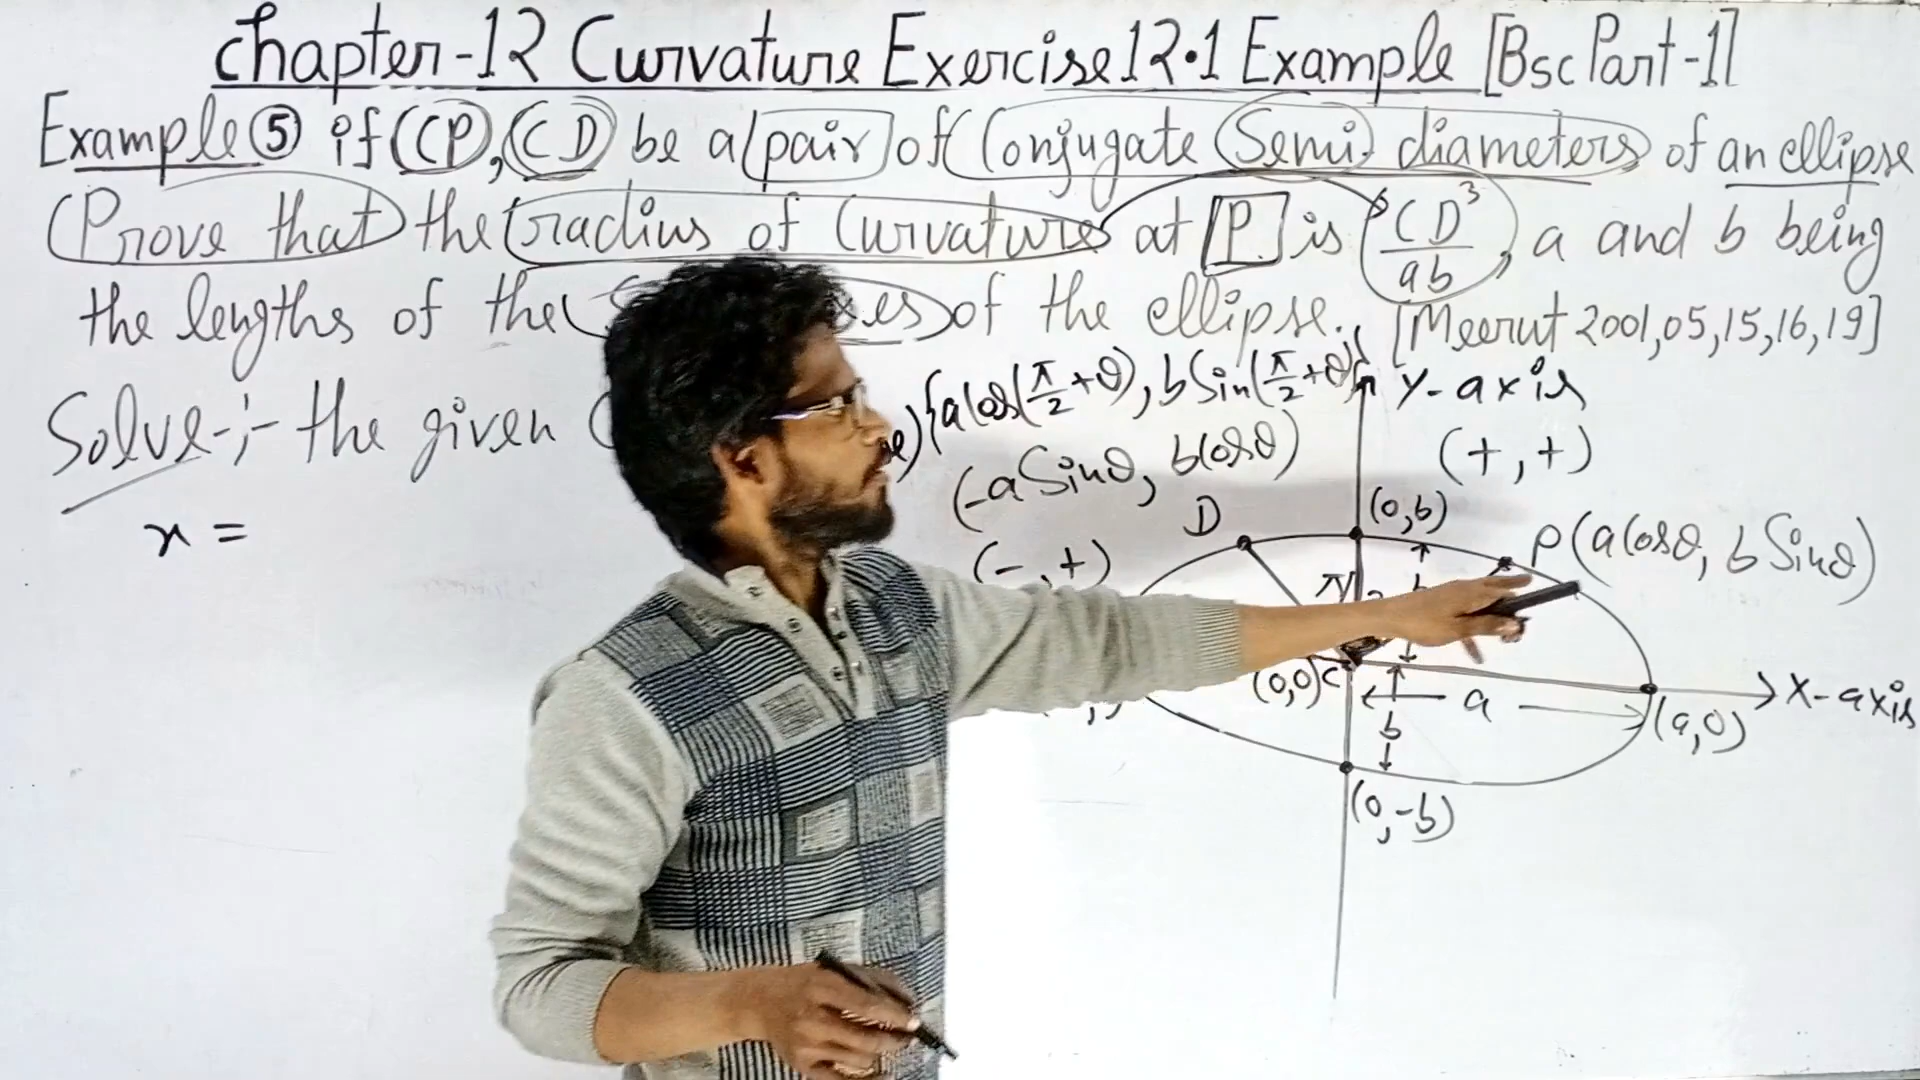 Chapter-12 Curvature Exercise 12.1 Example [Bsc Part-1]
Example ⑤ if CP, CD be a pair of Conjugate Semi diameters of an ellipse
Prove that the radius of Curvature at P is CD³/ab, a and b being
the lengths of the of the ellipse. [Meerut 2001,05,15,16,19]
Solve-:- the given
x =
{a cos(π/2+θ), b Sin(π/2+θ)}
Y-axis
(-a Sinθ, b cosθ)
(+,+)
D
(0,b)
P(a cosθ, b Sinθ)
(-,+)
(0,0) C
a
b
X-axis
(a,0)
(0,-b)